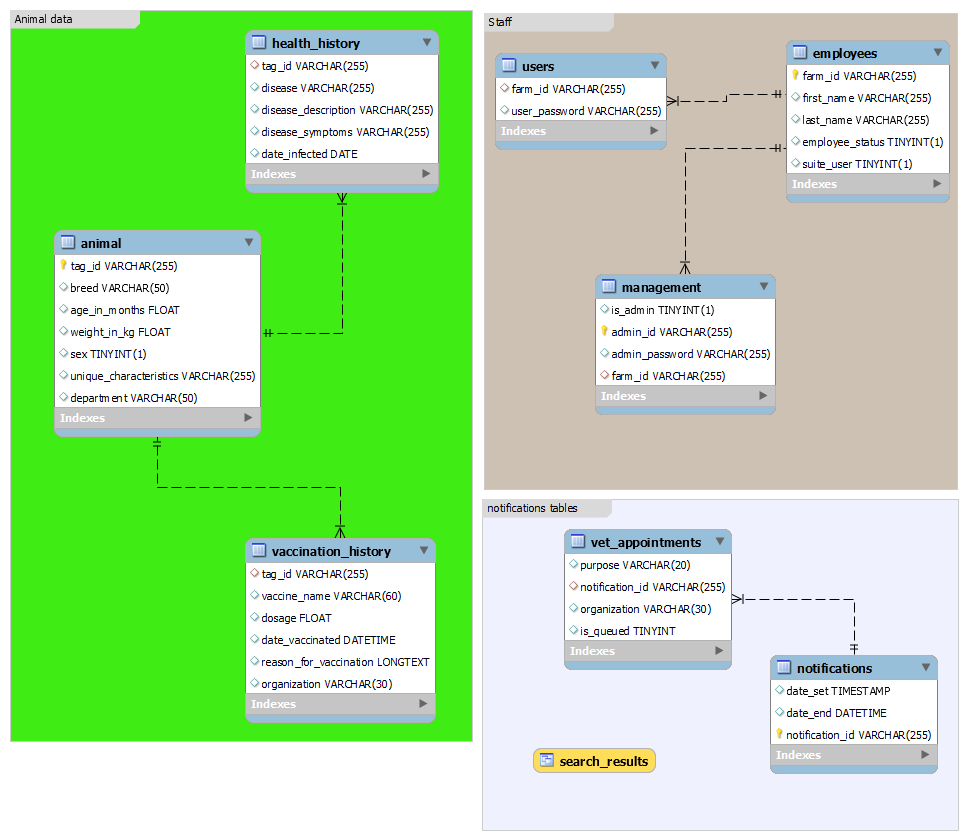 Animal data
health_history
tag_id VARCHAR(255)
disease VARCHAR(255)
disease_description VARCHAR(255)
disease_symptoms VARCHAR(255)
date_infected DATE
Indexes
animal
tag_id VARCHAR(255)
breed VARCHAR(50)
age_in_months FLOAT
weight_in_kg FLOAT
sex TINYINT(1)
unique_characteristics VARCHAR(255)
department VARCHAR(50)
Indexes
vaccination_history
tag_id VARCHAR(255)
vaccine_name VARCHAR(60)
dosage FLOAT
date_vaccinated DATETIME
reason_for_vaccination LONGTEXT
organization VARCHAR(30)
Indexes
Staff
users
farm_id VARCHAR(255)
user_password VARCHAR(255)
Indexes
employees
farm_id VARCHAR(255)
first_name VARCHAR(255)
last_name VARCHAR(255)
employee_status TINYINT(1)
suite_user TINYINT(1)
Indexes
management
is_admin TINYINT(1)
admin_id VARCHAR(255)
admin_password VARCHAR(255)
farm_id VARCHAR(255)
Indexes
notifications tables
vet_appointments
purpose VARCHAR(20)
notification_id VARCHAR(255)
organization VARCHAR(30)
is_queued TINYINT
Indexes
notifications
date_set TIMESTAMP
date_end DATETIME
notification_id VARCHAR(255)
Indexes
search_results